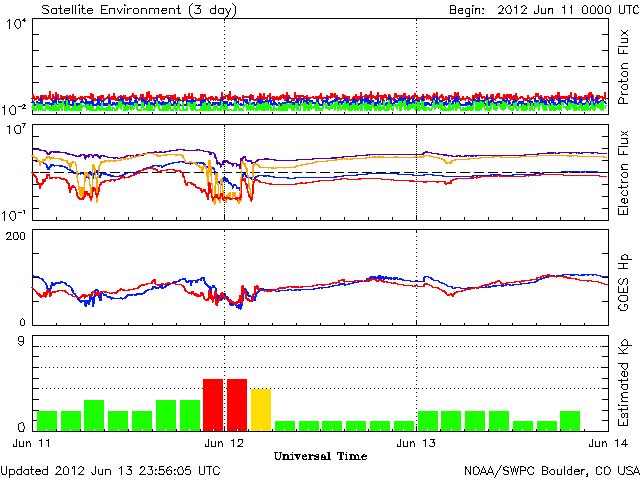 Satellite Environment (3 day) Begin: 2012 Jun 11 0000 UTC
10^4
10^-2
Proton Flux
10^7
10^-1
Electron Flux
200
0
GOES Hp
9
0
Estimated Kp
Jun 11 Jun 12 Jun 13 Jun 14
Universal Time
Updated 2012 Jun 13 23:56:05 UTC NOAA/SWPC Boulder, CO USA